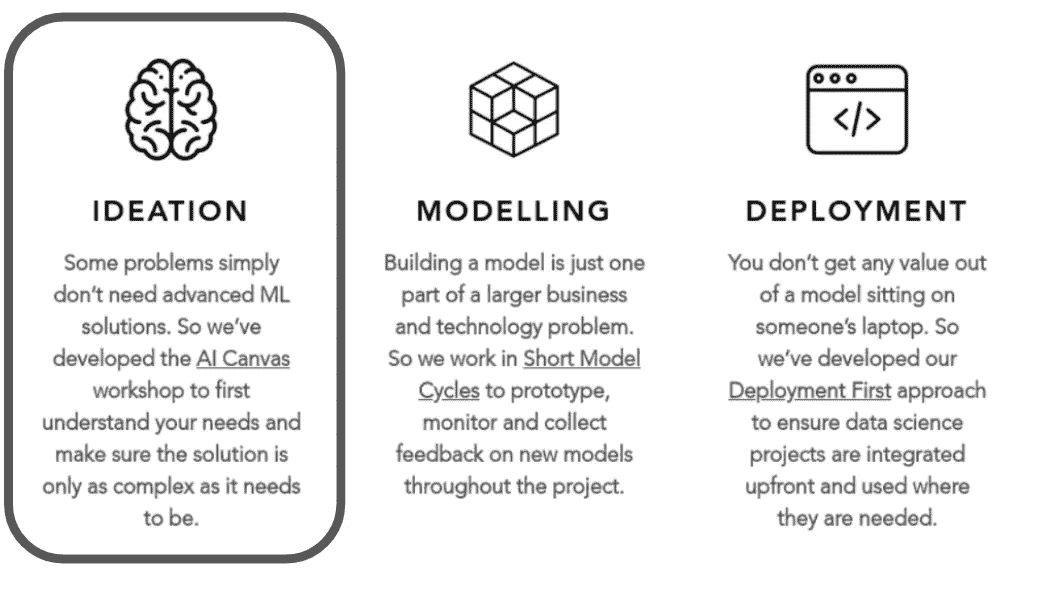 IDEATION
Some problems simply
don’t need advanced ML
solutions. So we’ve
developed the AI Canvas
workshop to first
understand your needs and
make sure the solution is
only as complex as it needs
to be.
MODELLING
Building a model is just one
part of a larger business
and technology problem.
So we work in Short Model
Cycles to prototype,
monitor and collect
feedback on new models
throughout the project.
</>
DEPLOYMENT
You don’t get any value out
of a model sitting on
someone’s laptop. So
we’ve developed our
Deployment First approach
to ensure data science
projects are integrated
upfront and used where
they are needed.